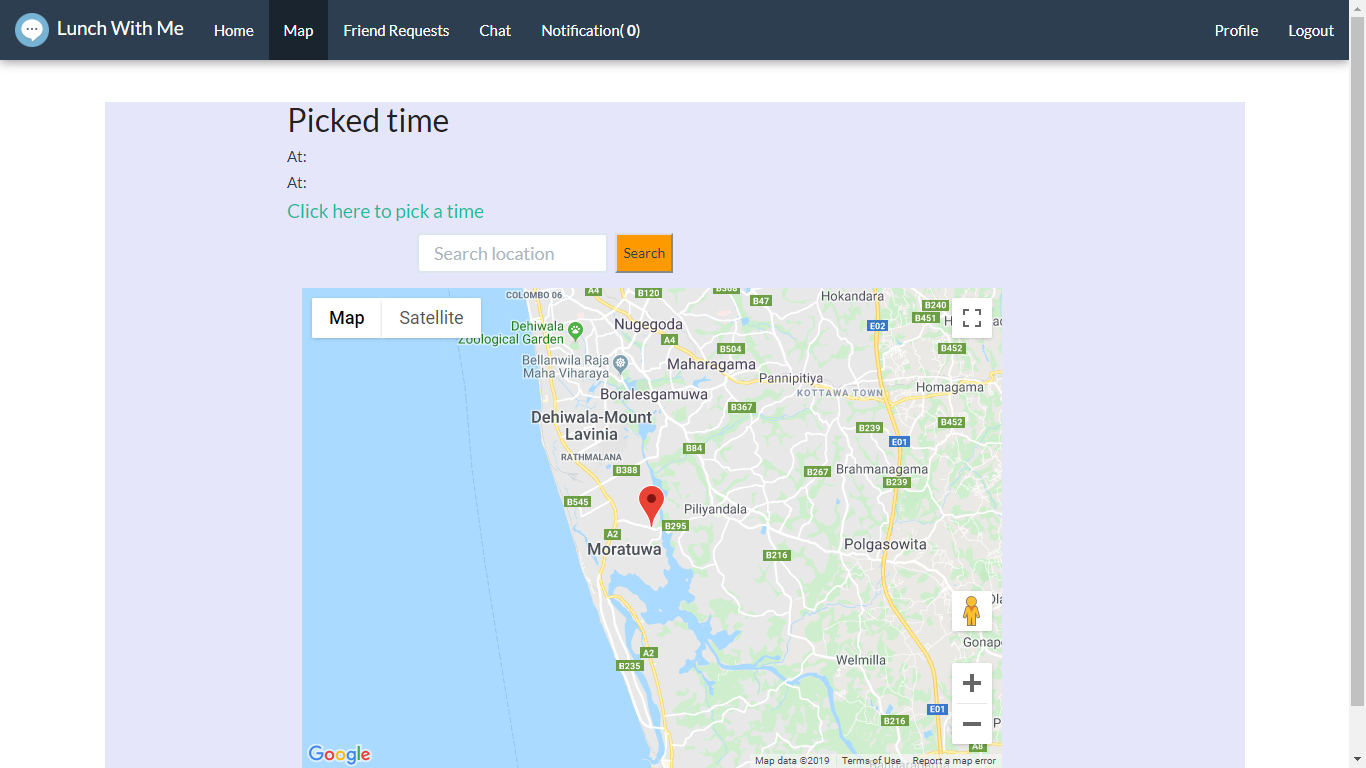 Lunch With Me Home Map Friend Requests Chat Notification( 0) Profile Logout
Picked time
At:
At:
Click here to pick a time
Search location Search
Map Satellite
COLOMBO 06 A4 B120 B47 Hokandara
B240
B451
Dehiwala
Zoological Garden
Nugegoda E02
A4
B504 B452
Bellanwila Raja
Maha Viharaya
Maharagama
Pannipitiya
Boralesgamuwa KOTTAWA TOWN Homagama
B367
Dehiwala-Mount
Lavinia
B239 B452
E01
B84
RATHMALANA
B388 B267 Brahmanagama
B239
B545 Piliyandala
B295
A2
Moratuwa B216 Polgasowita
Gonapo
A2
B235 Welmilla
E01
B216
A8
Google Map data ©2019 Terms of Use Report a map error